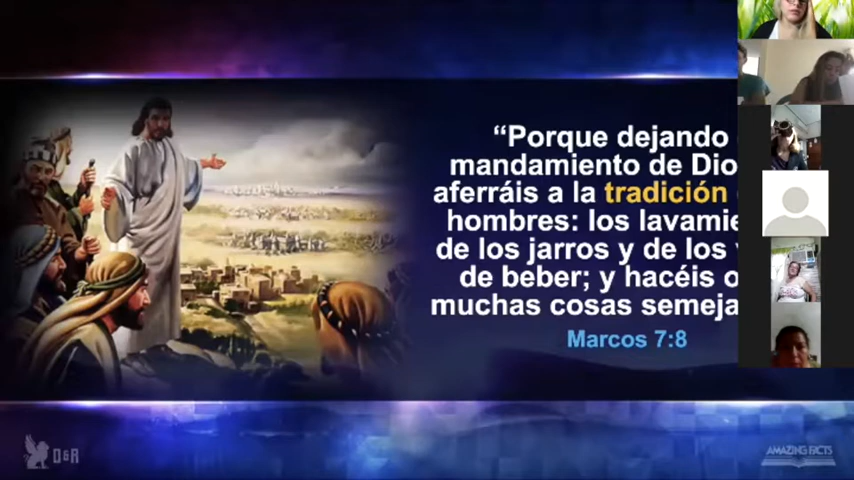 “Porque dejando
mandamiento de Dio
aferráis a la tradición
hombres: los lavamie
de los jarros y de los
de beber; y hacéis o
muchas cosas semeja
Marcos 7:8
D&R
AMAZING FACTS